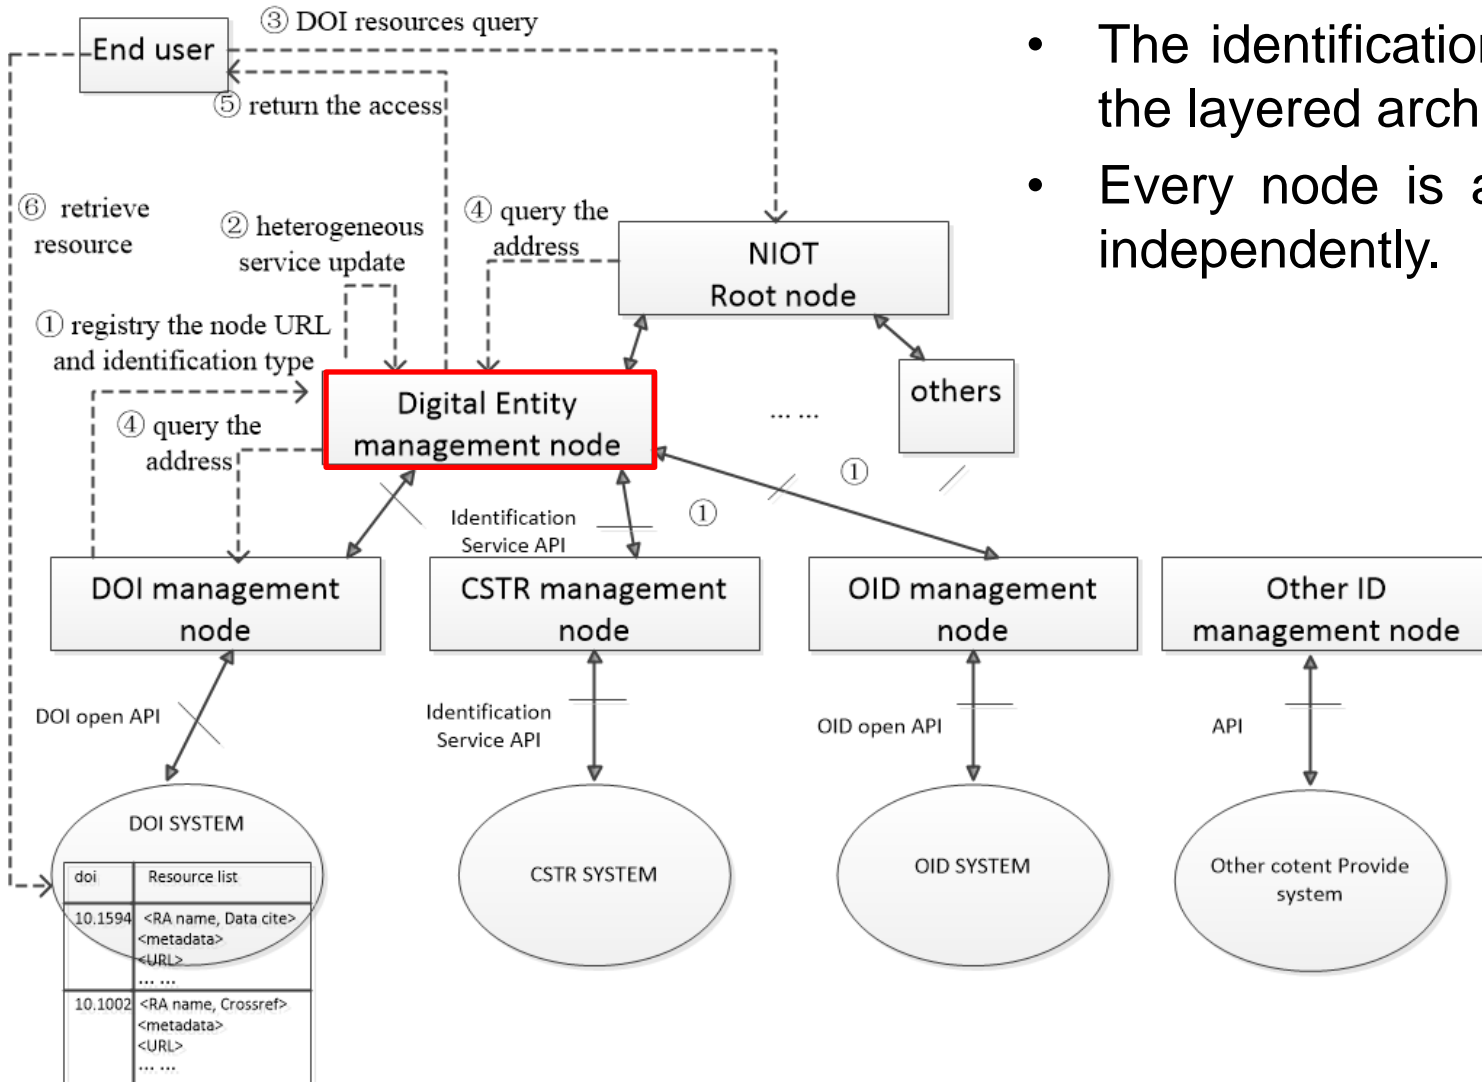 ③ DOI resources query
End user
⑤ return the access
⑥ retrieve
resource
② heterogeneous
service update
④ query the
address
NIOT
Root node
① registry the node URL
and identification type
Digital Entity
management node
... ...
others
④ query the
address
①
①
Identification
Service API
DOI management
node
CSTR management
node
OID management
node
Other ID
management node
DOI open API
Identification
Service API
OID open API
API
DOI SYSTEM
doi Resource list
10.1594 <RA name, Data cite>
<metadata>
<URL>
... ...
10.1002 <RA name, Crossref>
<metadata>
<URL>
... ...
CSTR SYSTEM
OID SYSTEM
Other cotent Provide
system
• The identification
the layered arch
• Every node is a
independently.